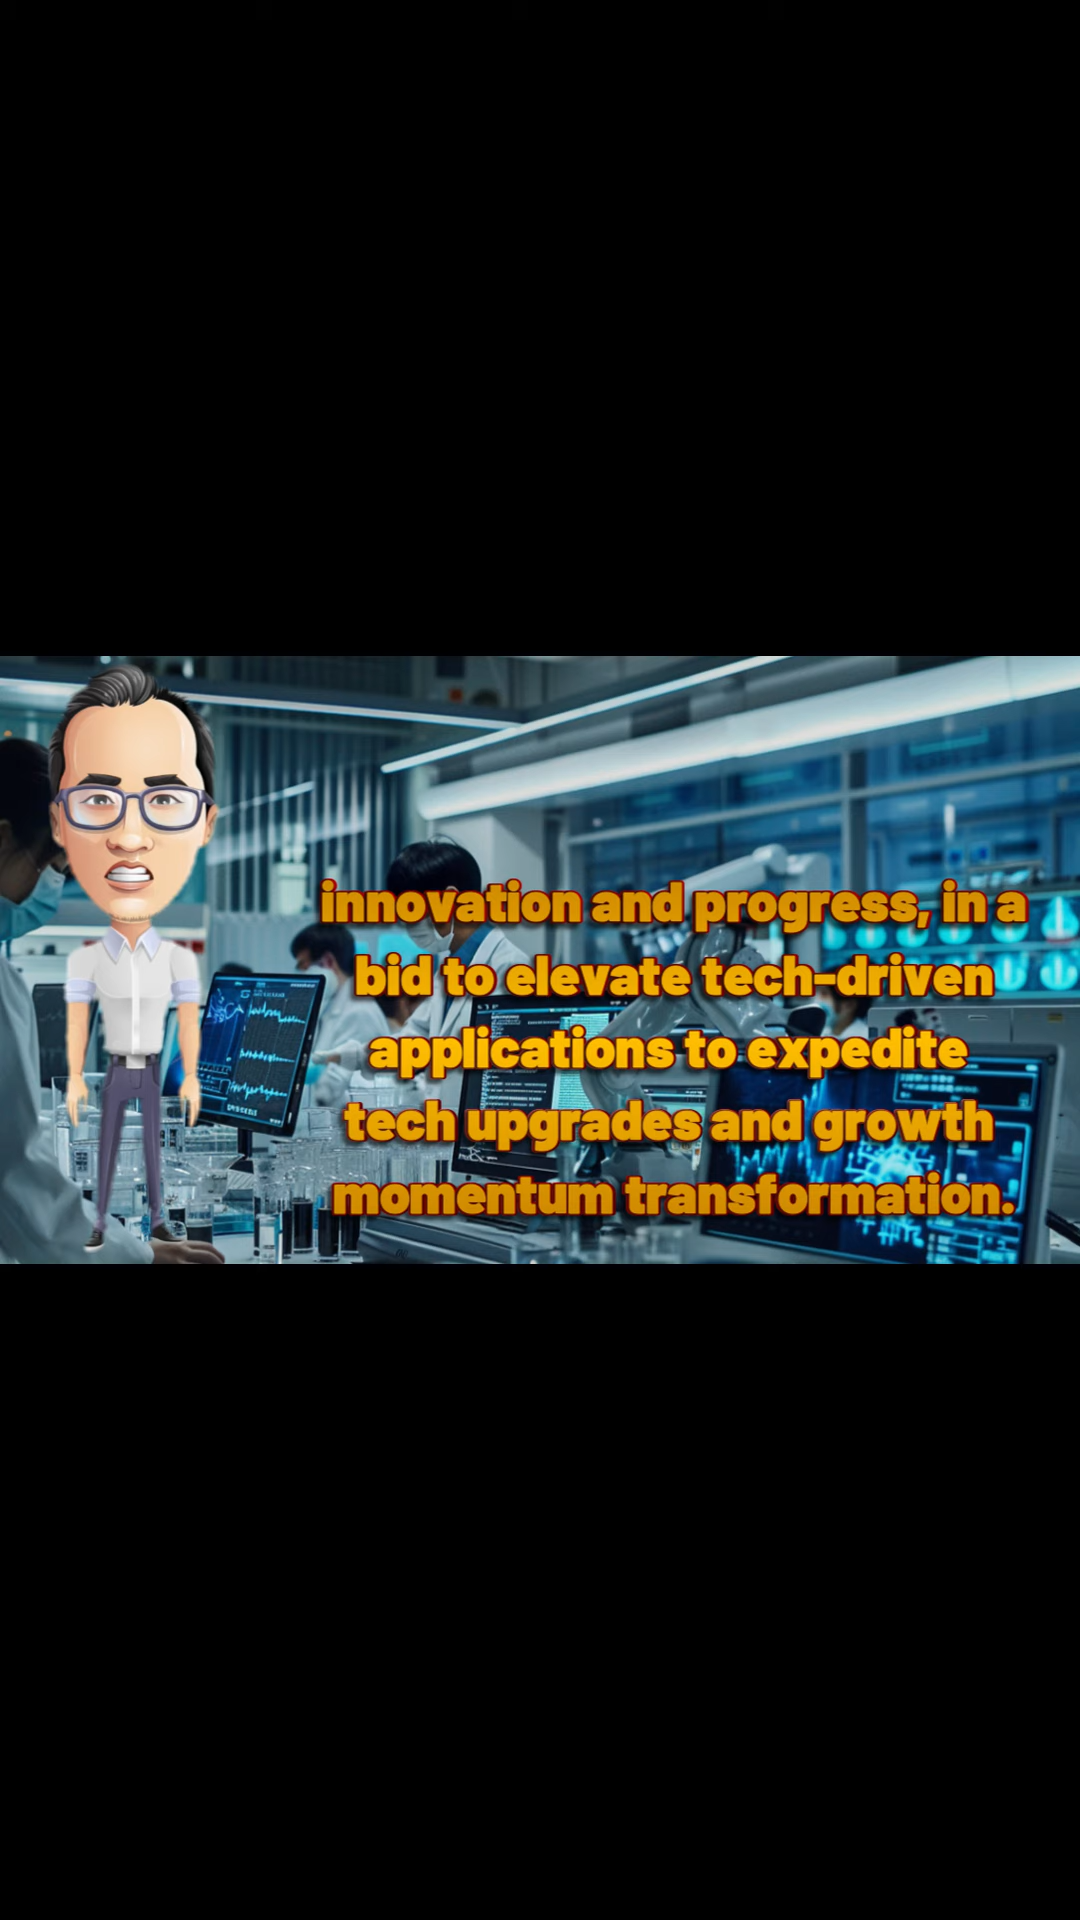 innovation and progress, in a
bid to elevate tech-driven
applications to expedite
tech upgrades and growth
momentum transformation.